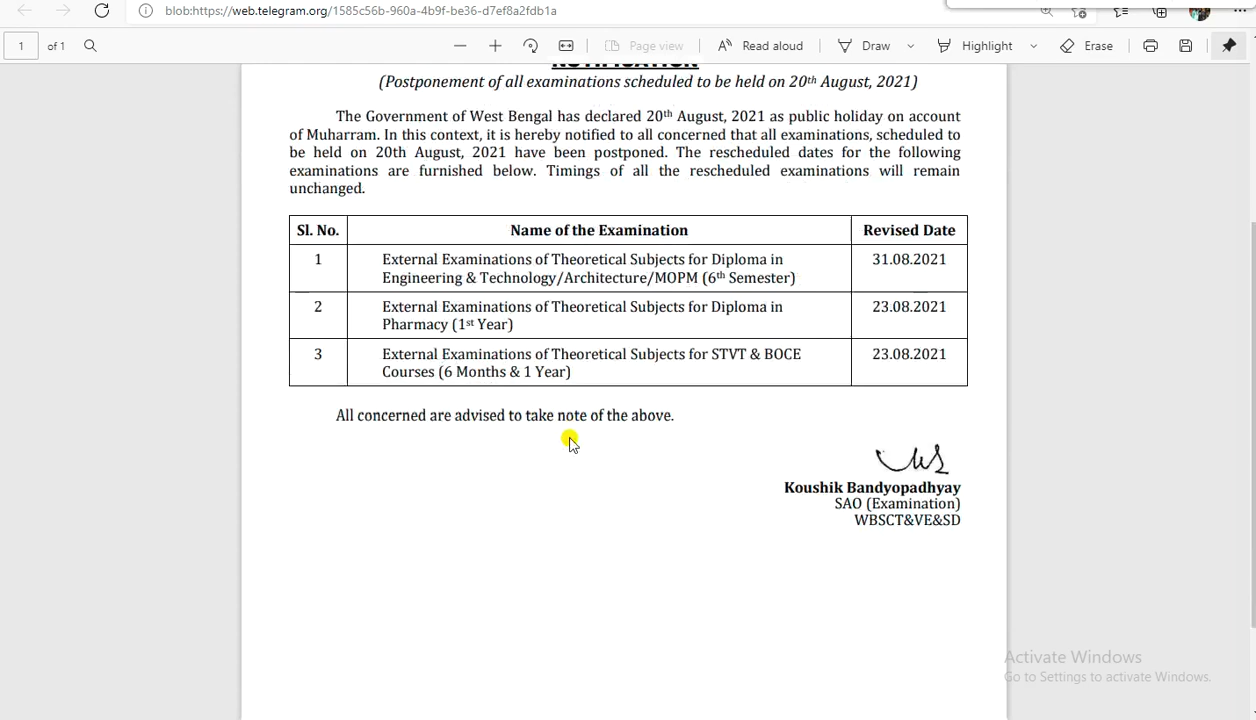 blob:https://web.telegram.org/1585c56b-960a-4b9f-be36-d7ef8a2fdb1a
1 of 1 Page view Read aloud Draw Highlight Erase
NOTIFICATION
(Postponement of all examinations scheduled to be held on 20th August, 2021)
The Government of West Bengal has declared 20th August, 2021 as public holiday on account
of Muharram. In this context, it is hereby notified to all concerned that all examinations, scheduled to
be held on 20th August, 2021 have been postponed. The rescheduled dates for the following
examinations are furnished below. Timings of all the rescheduled examinations will remain
unchanged.
Sl. No. Name of the Examination Revised Date
1 External Examinations of Theoretical Subjects for Diploma in 31.08.2021
Engineering & Technology/Architecture/MOPM (6th Semester)
2 External Examinations of Theoretical Subjects for Diploma in 23.08.2021
Pharmacy (1st Year)
3 External Examinations of Theoretical Subjects for STVT & BOCE 23.08.2021
Courses (6 Months & 1 Year)
All concerned are advised to take note of the above.
Koushik Bandyopadhyay
SAO (Examination)
WBSCT&VE&SD
Activate Windows
Go to Settings to activate Windows.